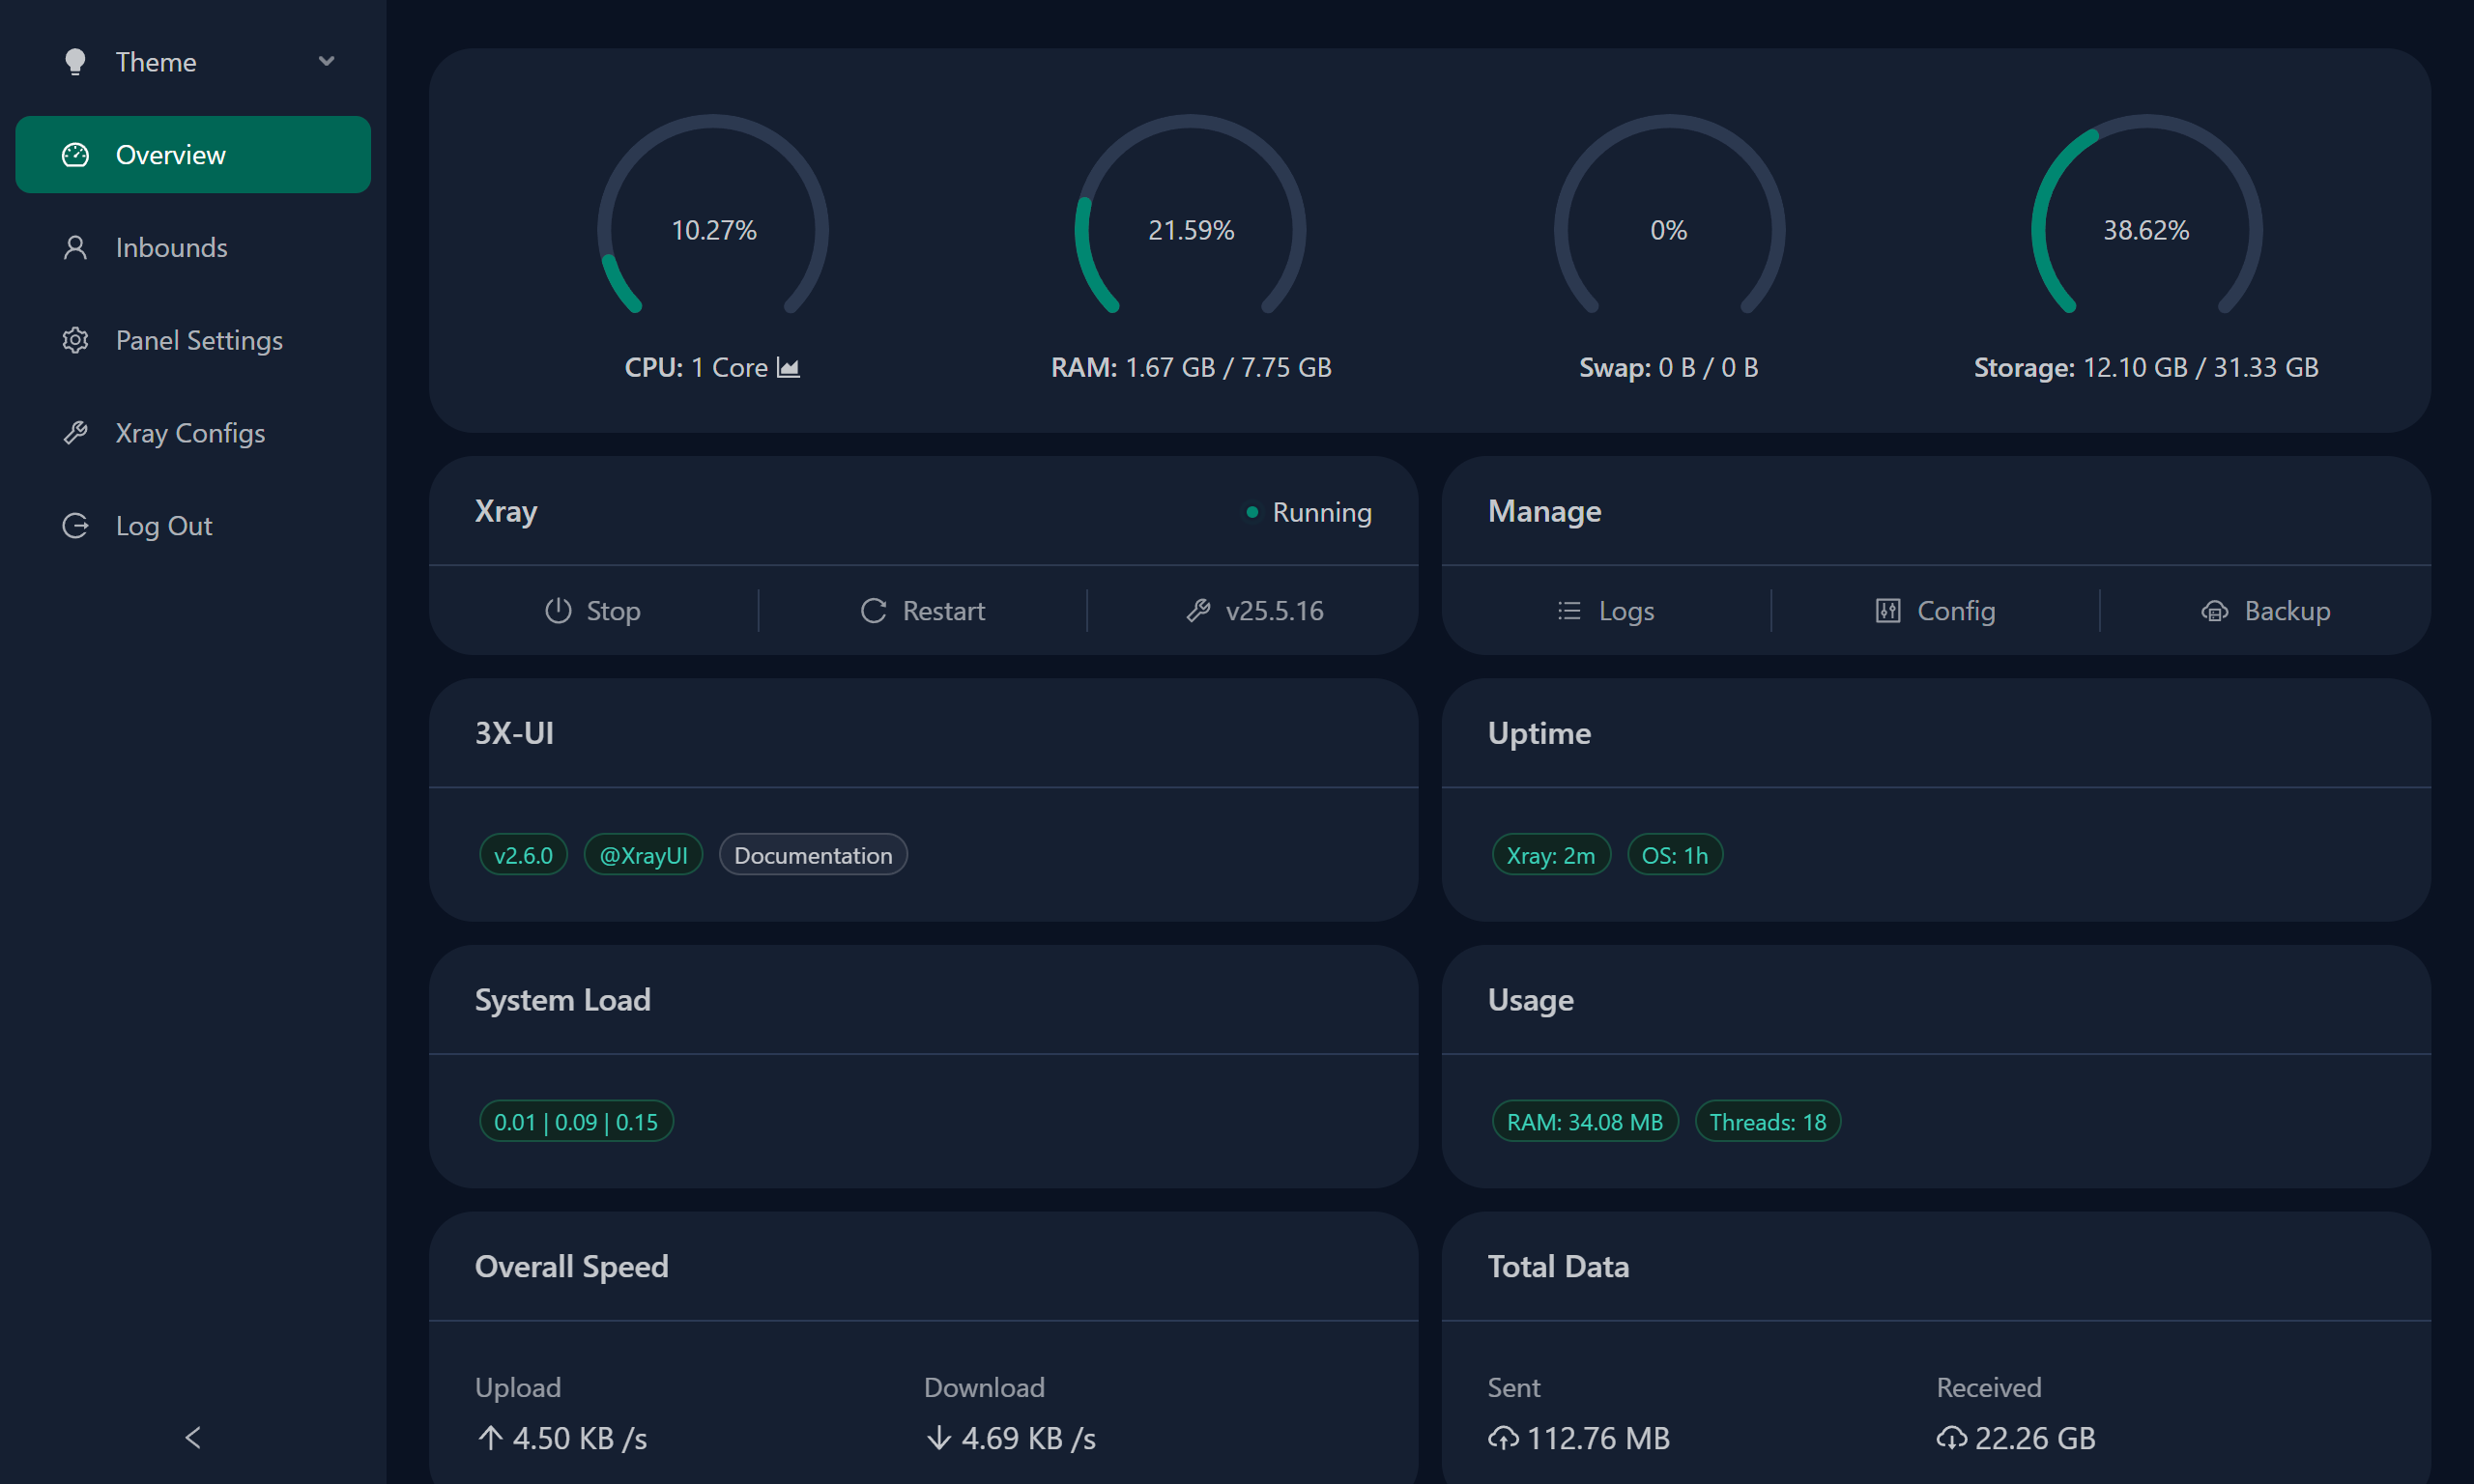 Theme
Overview
Inbounds
Panel Settings
Xray Configs
Log Out
10.27%
CPU: 1 Core
21.59%
RAM: 1.67 GB / 7.75 GB
0%
Swap: 0 B / 0 B
38.62%
Storage: 12.10 GB / 31.33 GB
Xray
Running
Stop
Restart
v25.5.16
Manage
Logs
Config
Backup
3X-UI
v2.6.0
@XrayUI
Documentation
Uptime
Xray: 2m
OS: 1h
System Load
0.01 | 0.09 | 0.15
Usage
RAM: 34.08 MB
Threads: 18
Overall Speed
Upload
4.50 KB /s
Download
4.69 KB /s
Total Data
Sent
112.76 MB
Received
22.26 GB